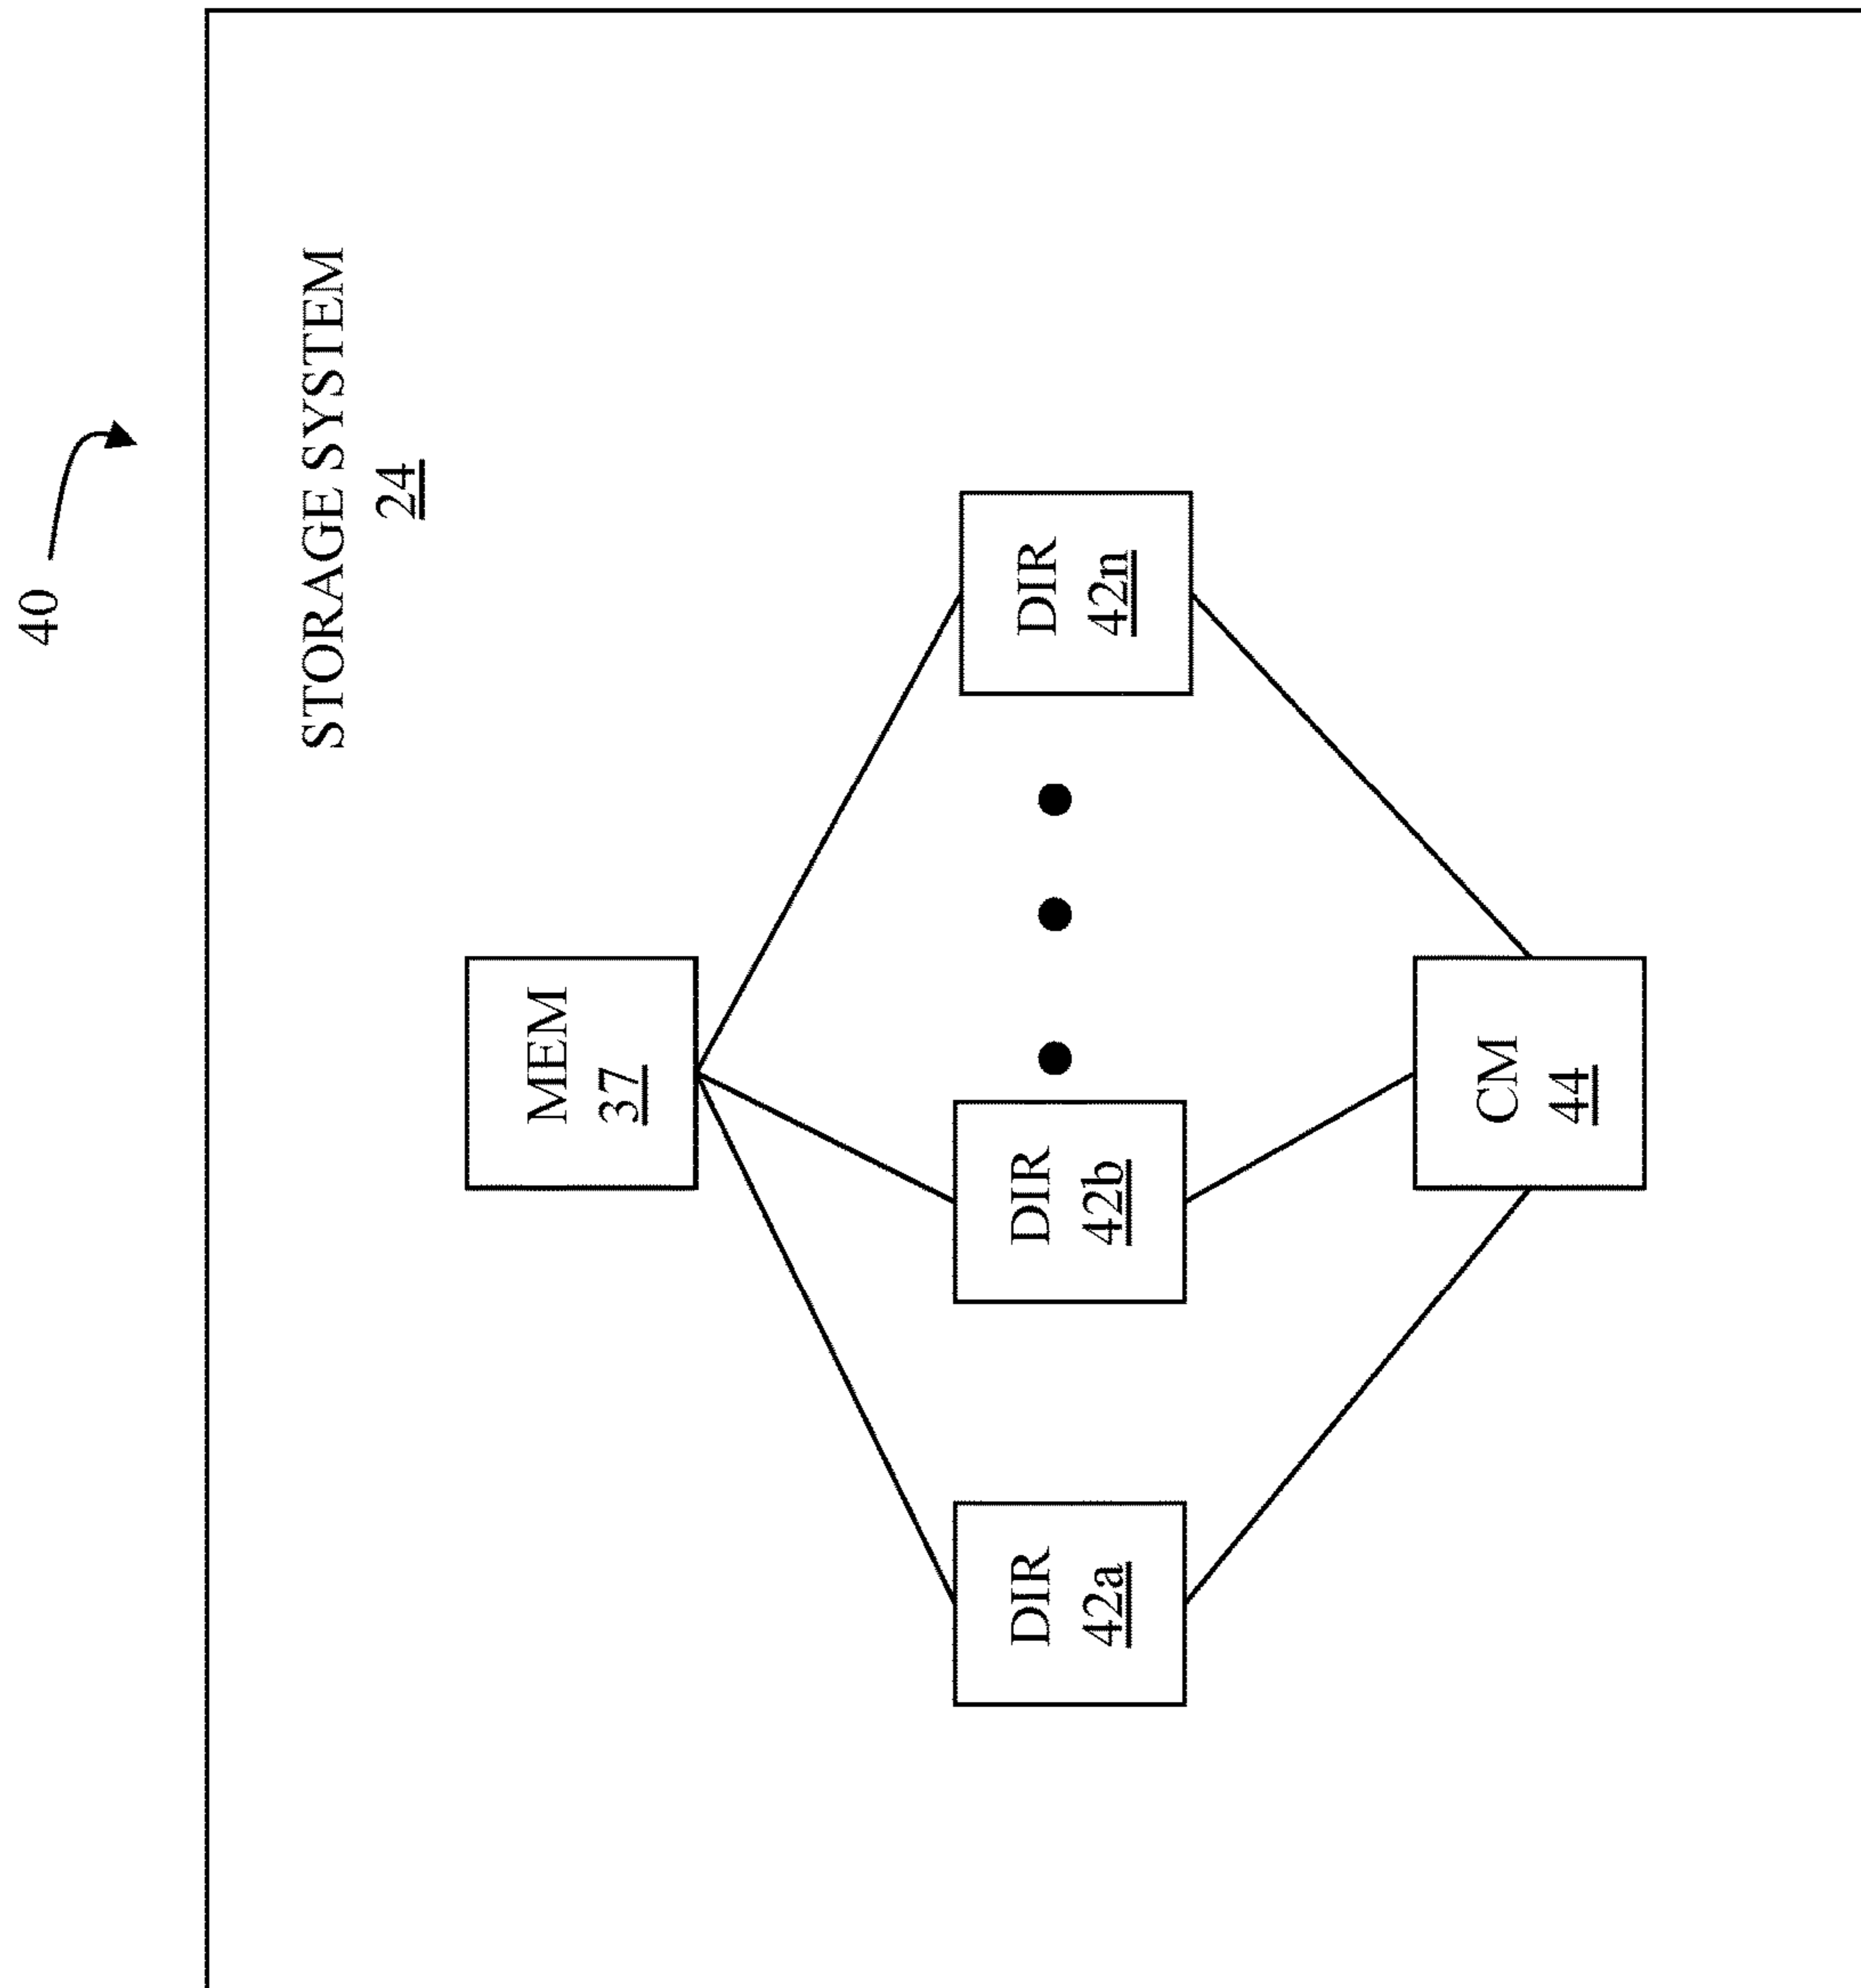 40
STORAGE SYSTEM
24
MEM
37
DIR
42a
DIR
42b
DIR
42n
CM
44